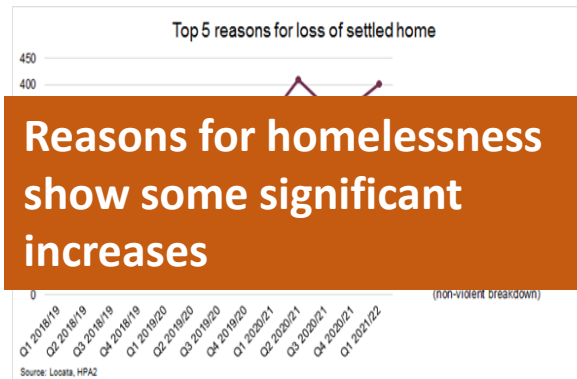 Top 5 reasons for loss of settled home
450
400
Reasons for homelessness
show some significant
increases
0
(non-violent breakdown)
Q1 2018/19
Q2 2018/19
Q3 2018/19
Q4 2018/19
Q1 2019/20
Q2 2019/20
Q3 2019/20
Q4 2019/20
Q1 2020/21
Q2 2020/21
Q3 2020/21
Q4 2020/21
Q1 2021/22
Source: Locata, HPA2